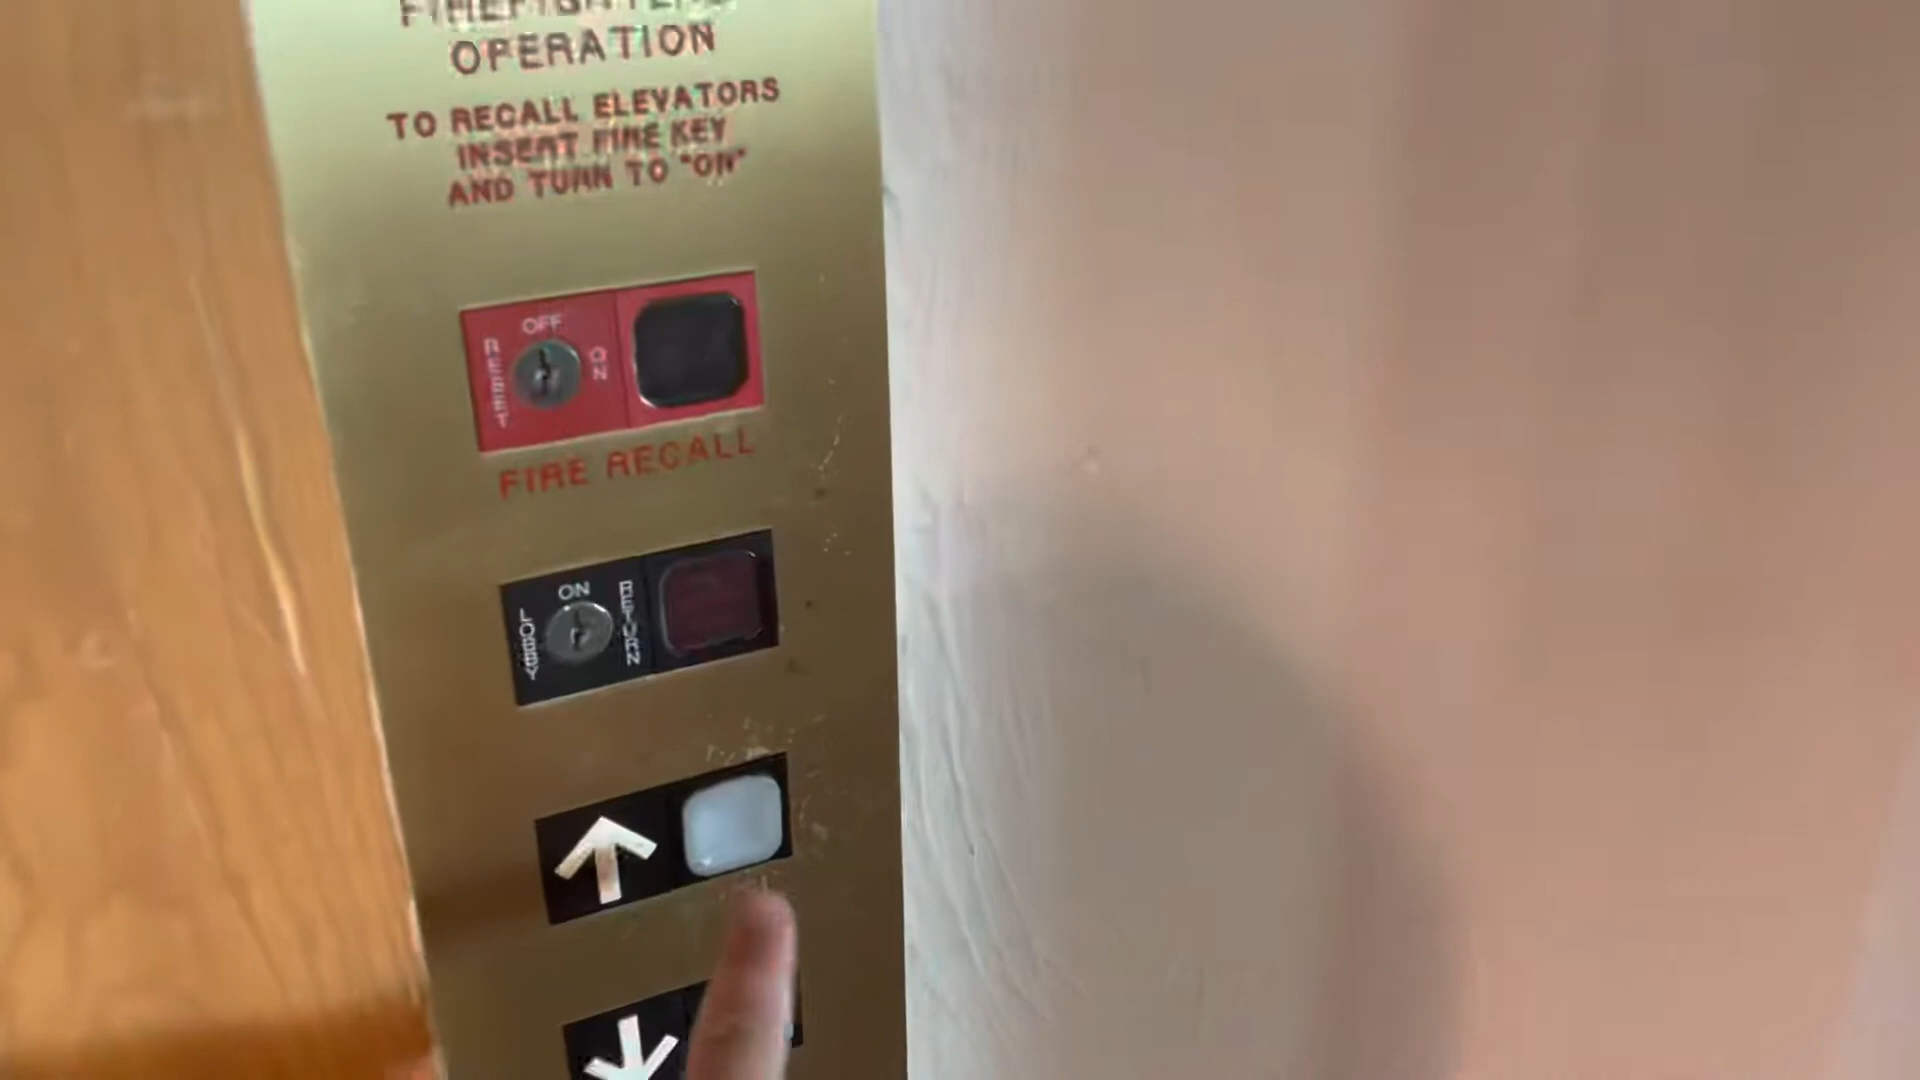 FIREFIGHTERS
OPERATION
TO RECALL ELEVATORS
INSERT FIRE KEY
AND TURN TO "ON"
OFF
RESET
ON
FIRE RECALL
ON
LOBBY
RETURN